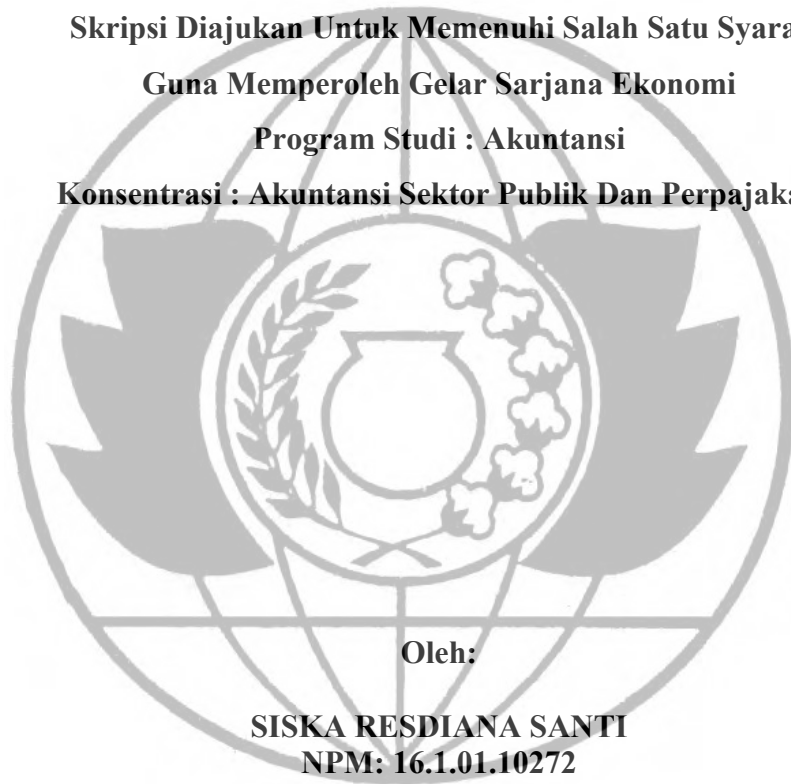 Skripsi Diajukan Untuk Memenuhi Salah Satu Syara
Guna Memperoleh Gelar Sarjana Ekonomi
Program Studi : Akuntansi
Konsentrasi : Akuntansi Sektor Publik Dan Perpajaka
Oleh:
SISKA RESDIANA SANTI
NPM: 16.1.01.10272